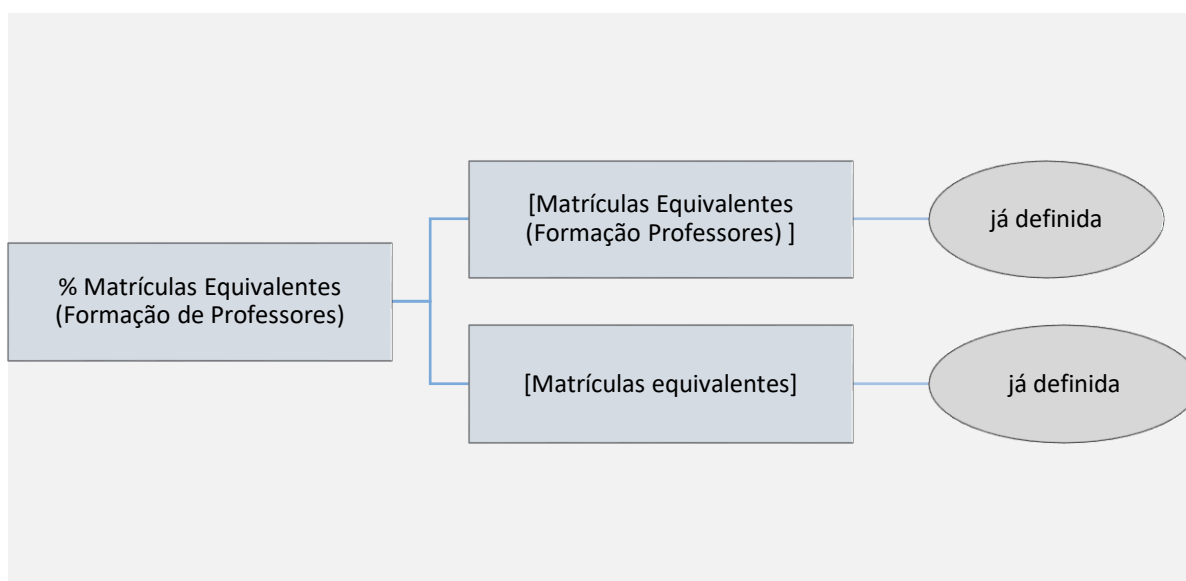 % Matrículas Equivalentes
(Formação de Professores)
[Matrículas Equivalentes
(Formação Professores) ]
já definida
[Matrículas equivalentes]
já definida